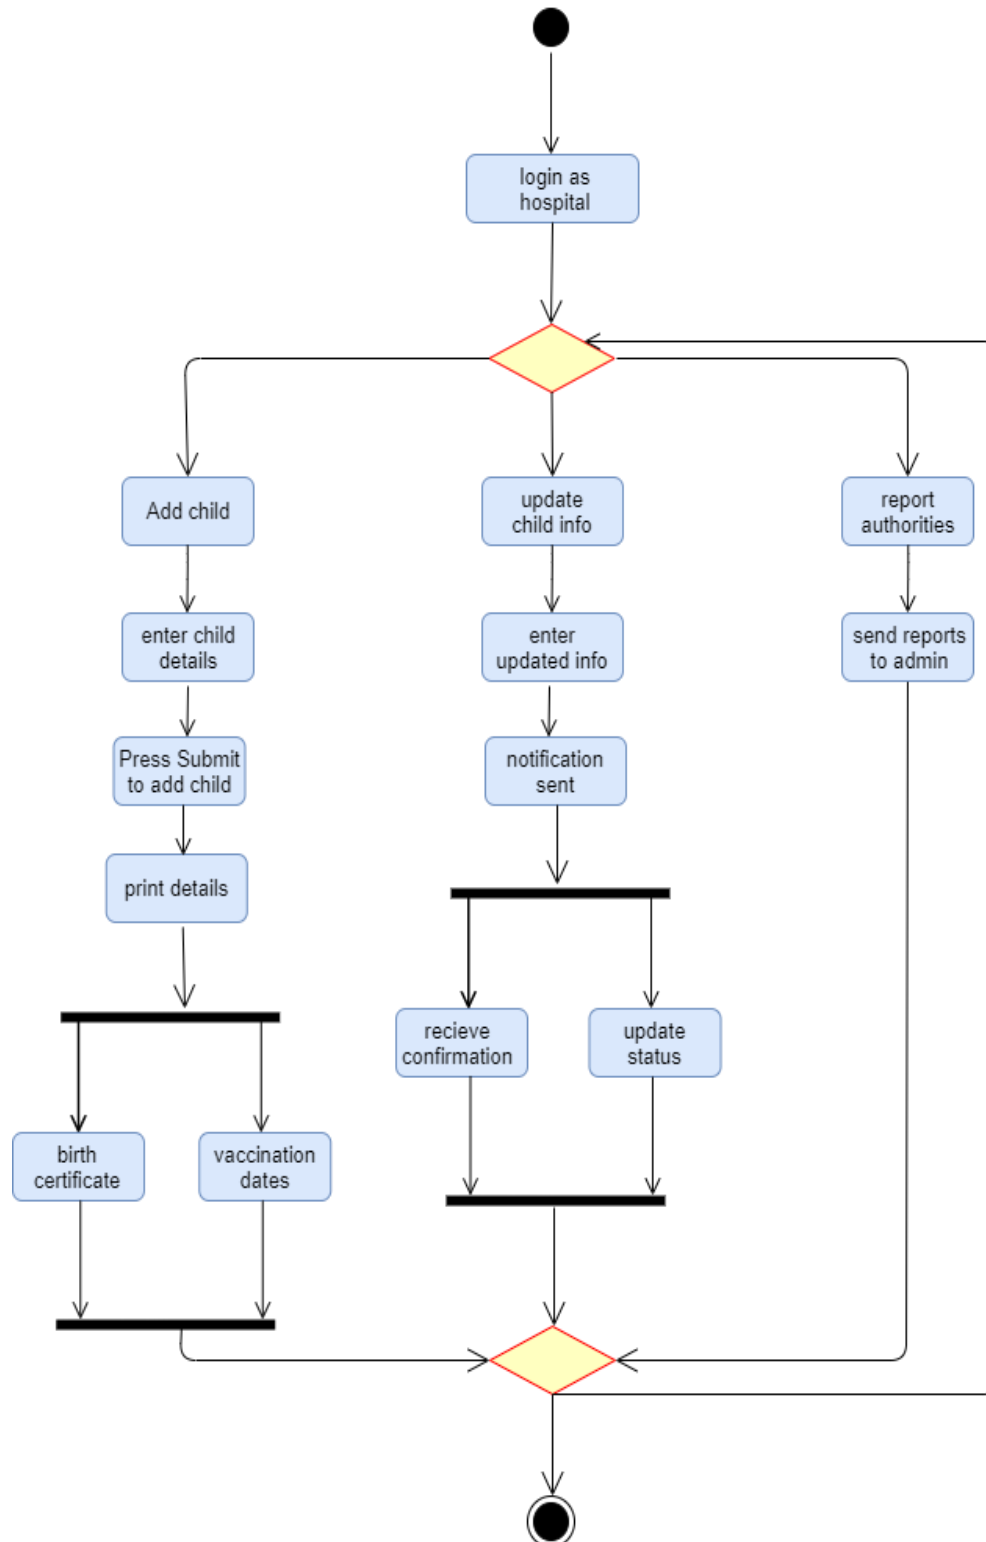 login as
hospital
Add child
update
child info
report
authorities
enter child
details
enter
updated info
send reports
to admin
Press Submit
to add child
notification
sent
print details
recieve
confirmation
update
status
birth
certificate
vaccination
dates